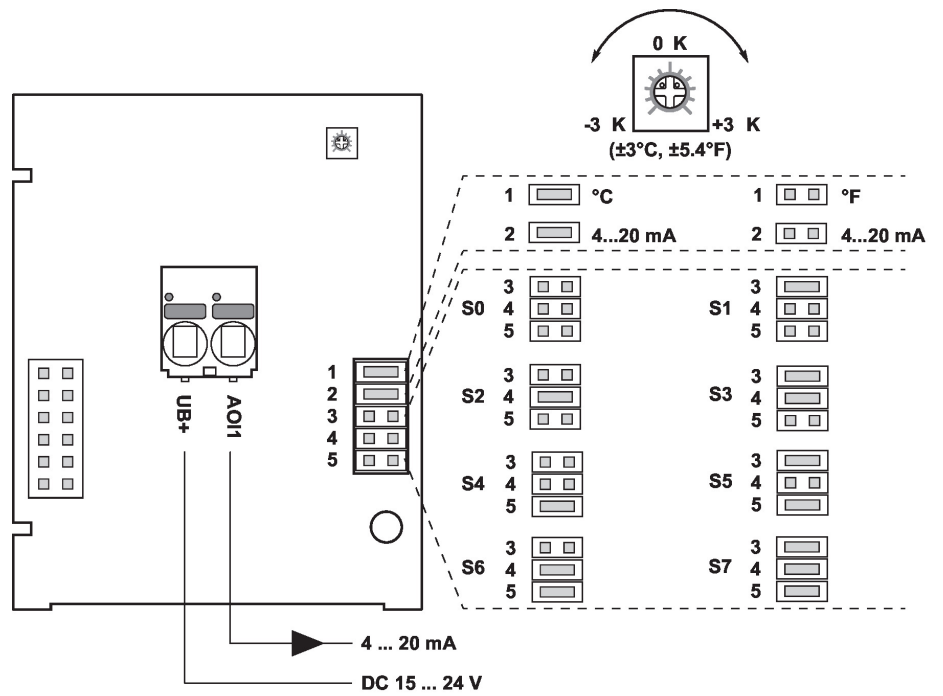 0 K
-3 K +3 K
(±3°C, ±5.4°F)
1 °C 1 °F
2 4...20 mA 2 4...20 mA
S0 3 4 5
S1 3 4 5
S2 3 4 5
S3 3 4 5
S4 3 4 5
S5 3 4 5
S6 3 4 5
S7 3 4 5
1
2
3
4
5
UB+
AOI1
4 ... 20 mA
DC 15 ... 24 V